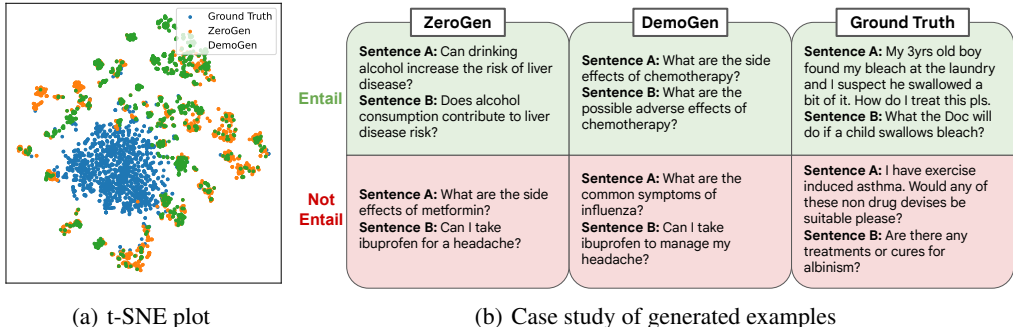 Ground Truth
ZeroGen
DemoGen
(a) t-SNE plot
ZeroGen
DemoGen
Ground Truth
Entail
Sentence A: Can drinking
alcohol increase the risk of liver
disease?
Sentence B: Does alcohol
consumption contribute to liver
disease risk?
Sentence A: What are the side
effects of chemotherapy?
Sentence B: What are the
possible adverse effects of
chemotherapy?
Sentence A: My 3yrs old boy
found my bleach at the laundry
and I suspect he swallowed a
bit of it. How do I treat this pls.
Sentence B: What the Doc will
do if a child swallows bleach?
Not
Entail
Sentence A: What are the side
effects of metformin?
Sentence B: Can I take
ibuprofen for a headache?
Sentence A: What are the
common symptoms of
influenza?
Sentence B: Can I take
ibuprofen to manage my
headache?
Sentence A: I have exercise
induced asthma. Would any of
these non drug devises be
suitable please?
Sentence B: Are there any
treatments or cures for
albinism?
(b) Case study of generated examples